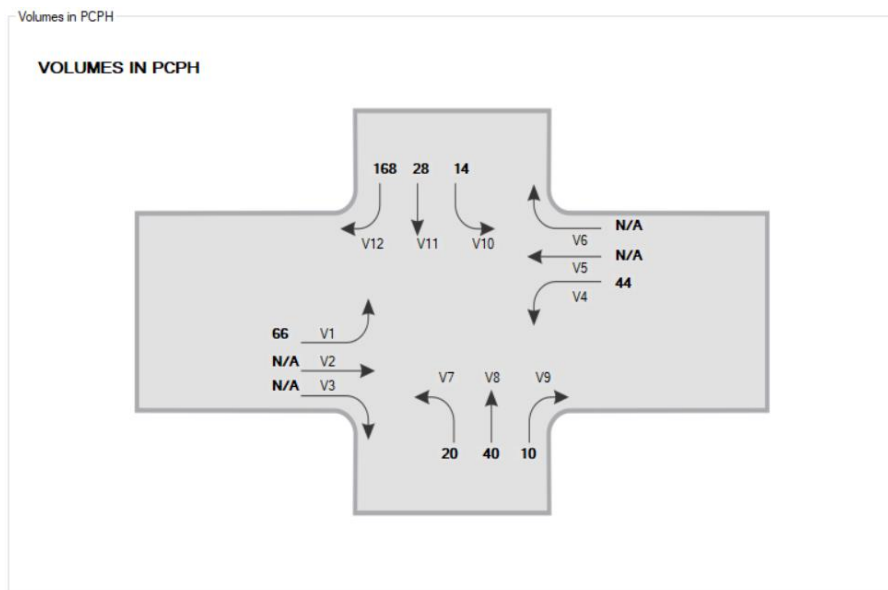 Volumes in PCPH
VOLUMES IN PCPH
168 28 14
V12 V11 V10
N/A
V6
N/A
V5
44
V4
66 V1
N/A V2
N/A V3
V7 V8 V9
20 40 10